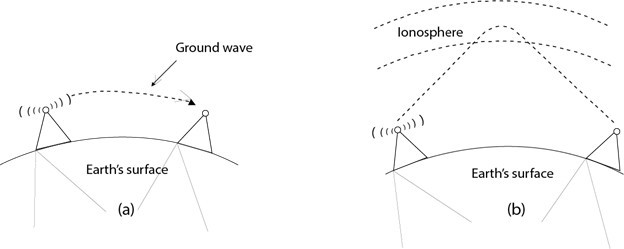 Ground wave
Earth's surface
(a)
Ionosphere
Earth's surface
(b)